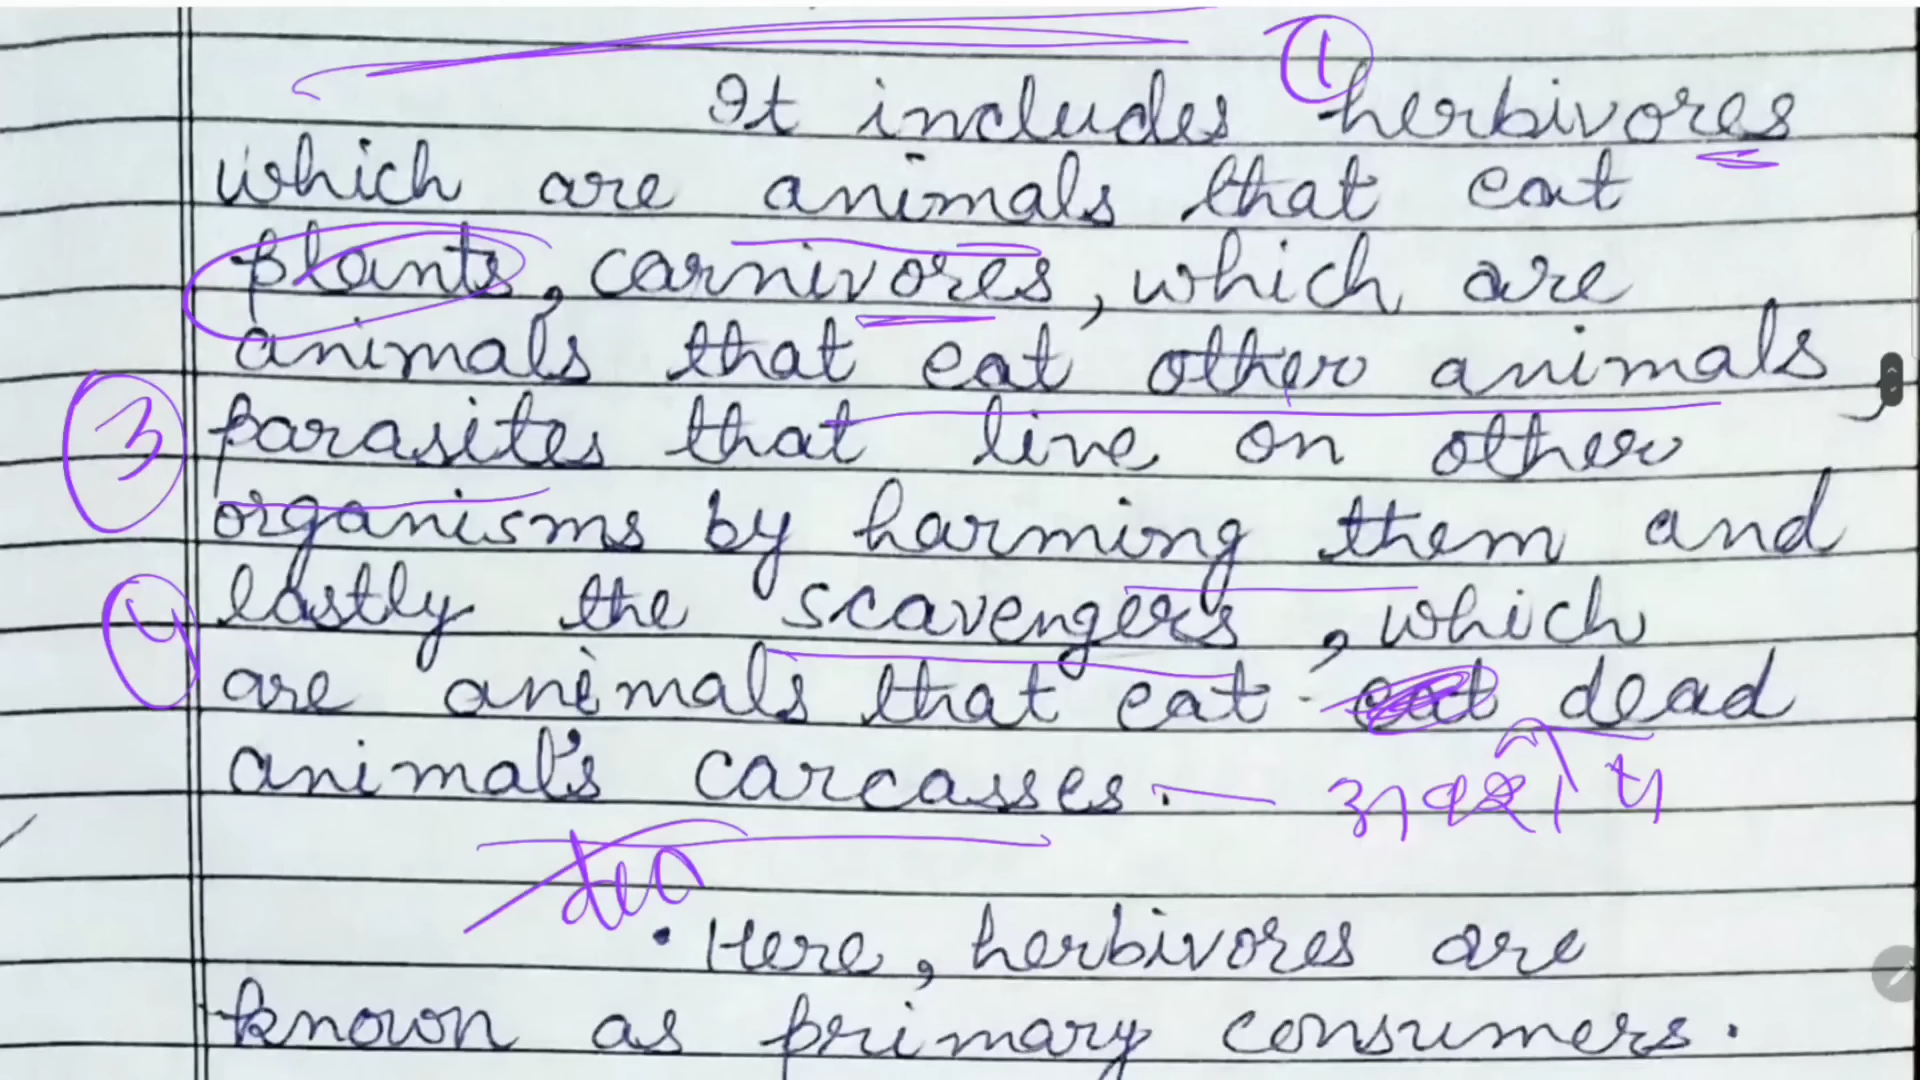 ①
It includes herbivores
which are animals that eat
plants, carnivores, which are
animals that eat other animals,
③ parasites that live on other
organisms by harming them and
④ lastly the scavengers, which
are animals that eat eat dead
animal's carcasses.
• Here, herbivores are
known as primary consumers.